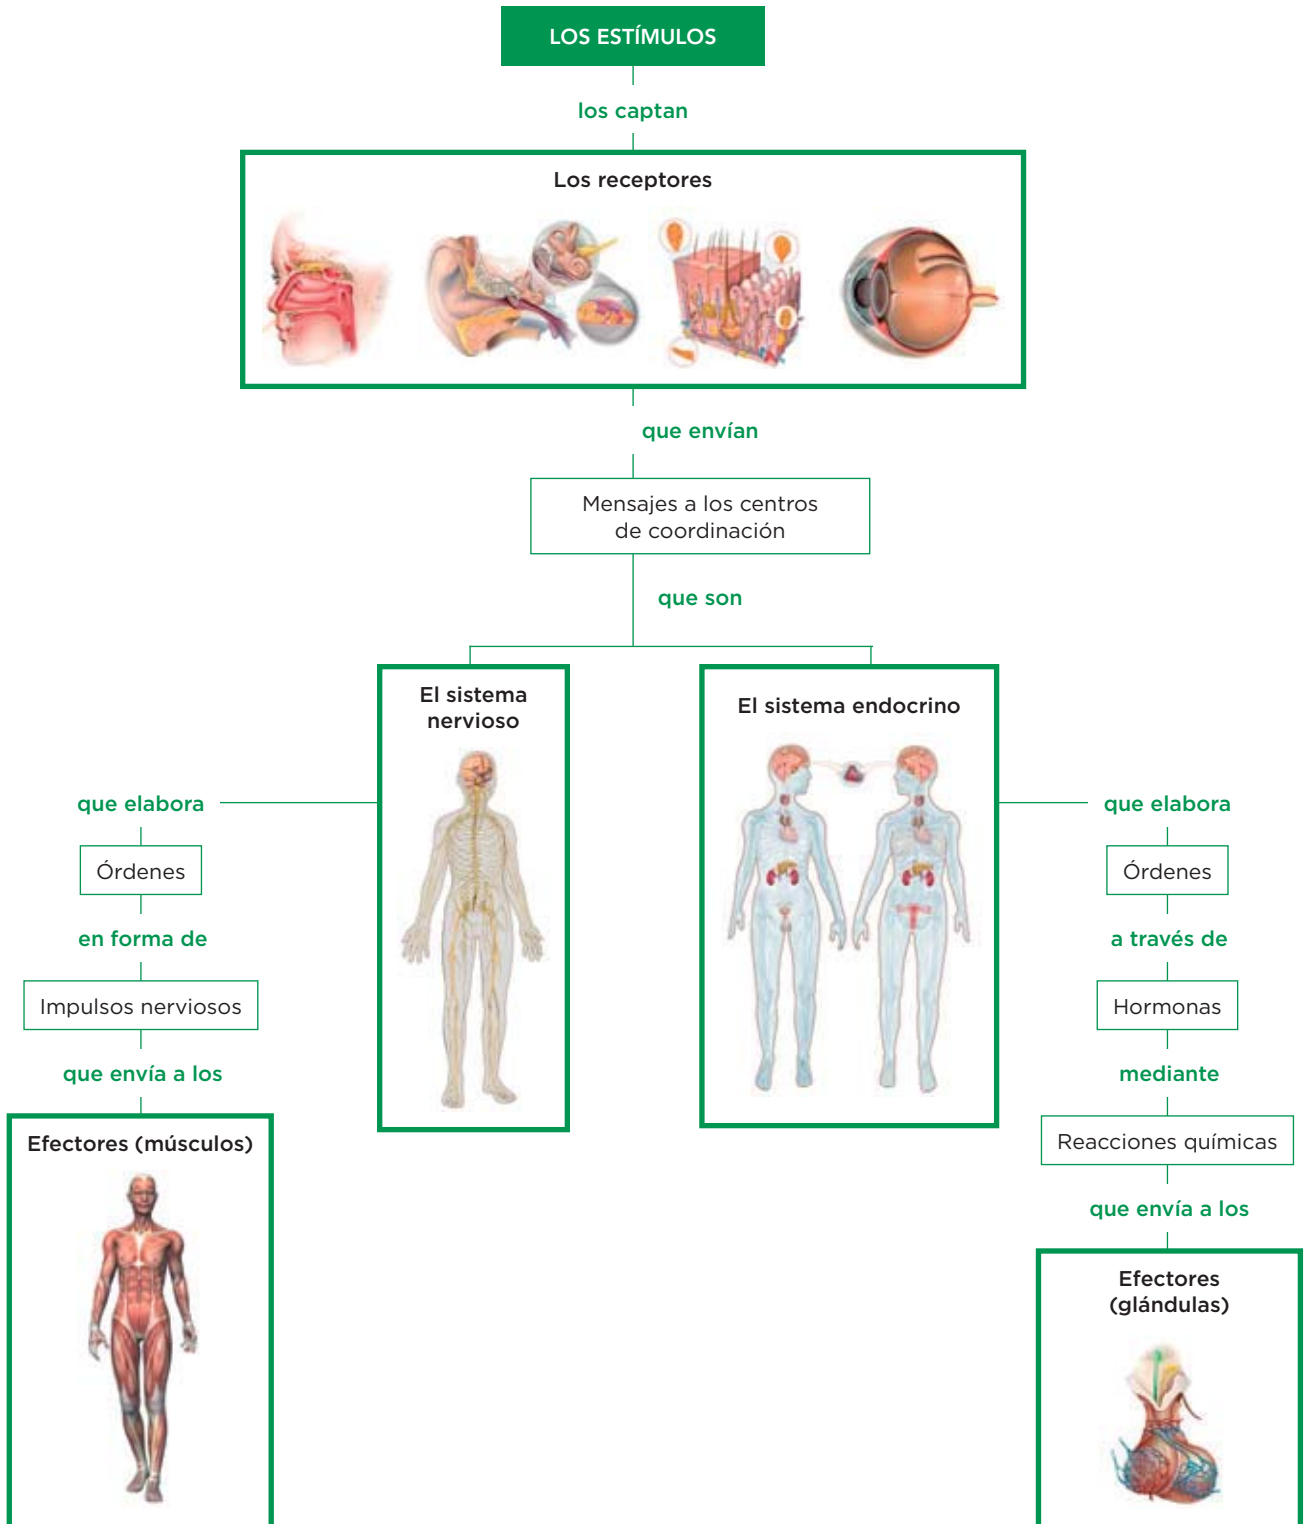 LOS ESTÍMULOS
los captan
Los receptores
que envían
Mensajes a los centros
de coordinación
que son
El sistema
nervioso
que elabora
Órdenes
en forma de
Impulsos nerviosos
que envía a los
Efectores (músculos)
El sistema endocrino
que elabora
Órdenes
a través de
Hormonas
mediante
Reacciones químicas
que envía a los
Efectores
(glándulas)